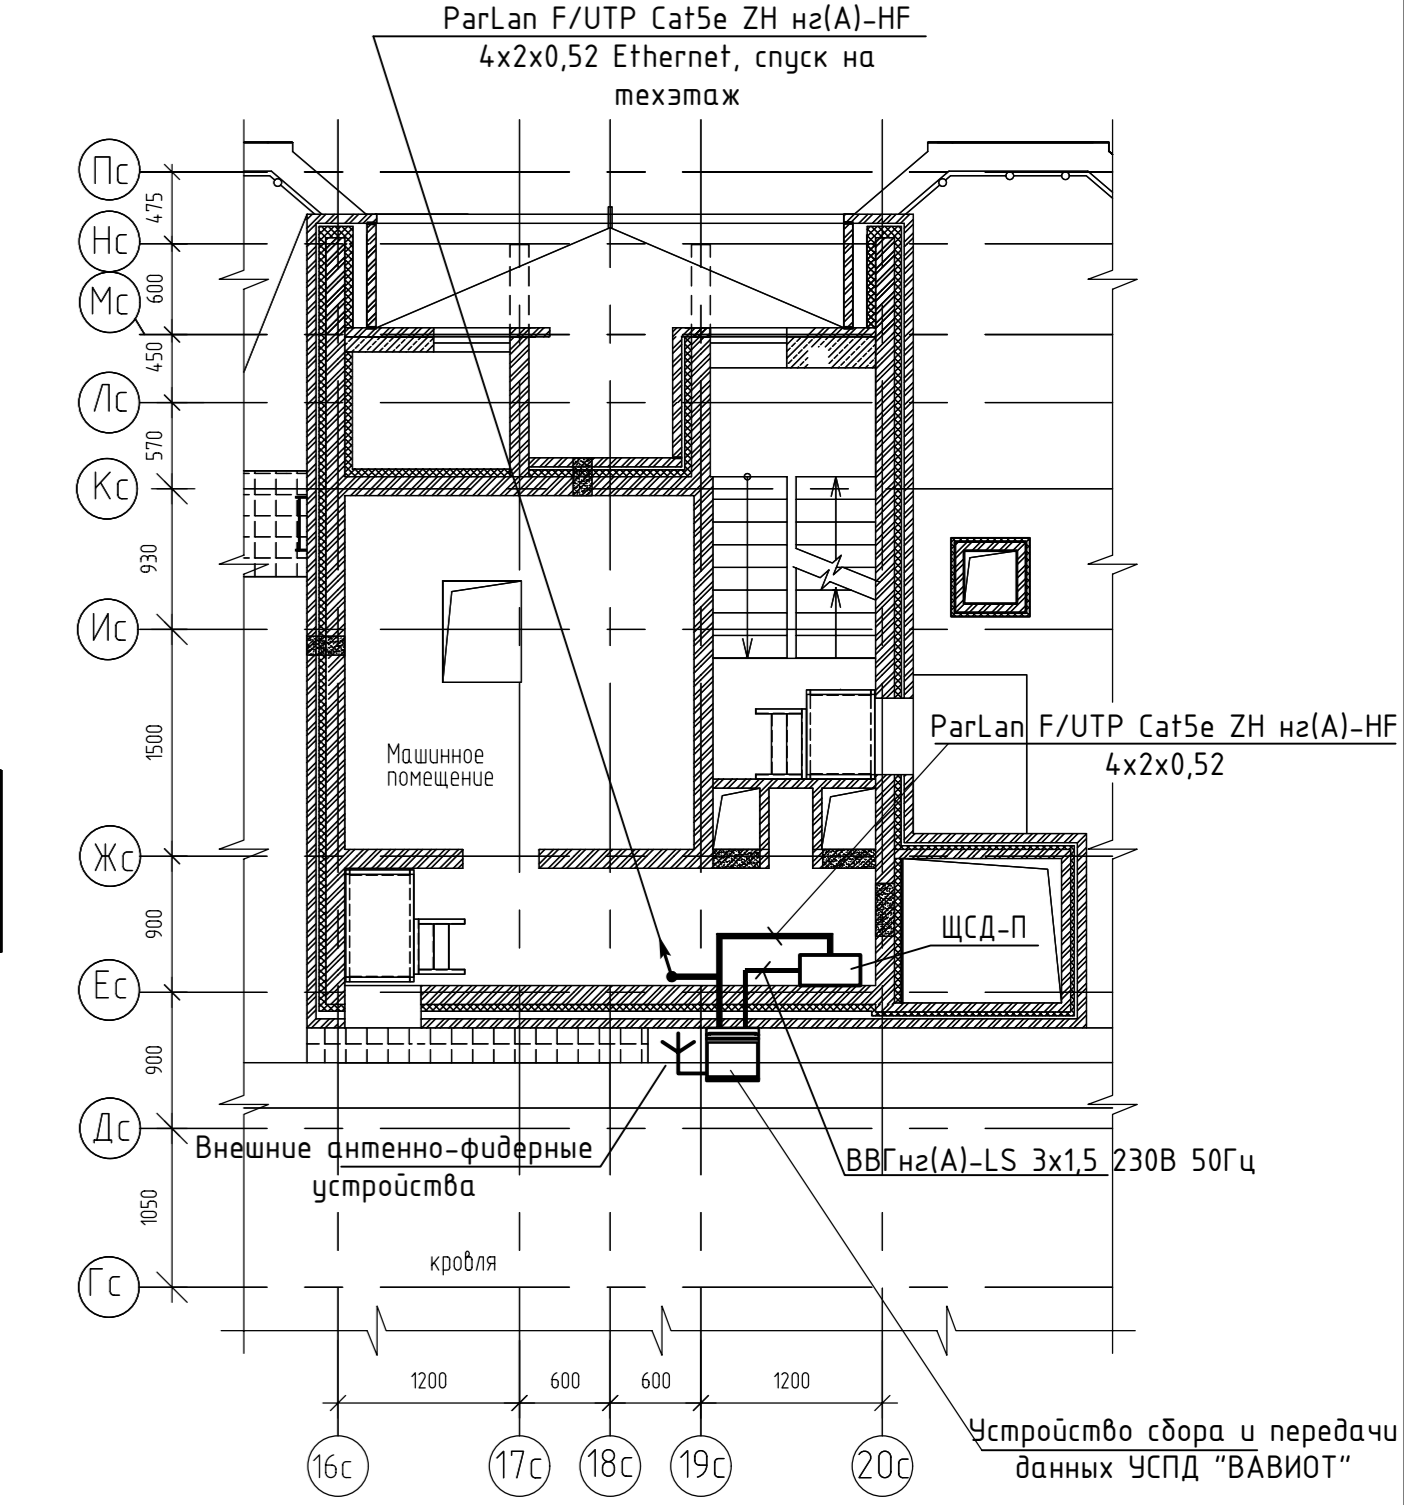 ParLan F/UTP Cat5e ZH нг(А)-HF
4x2x0,52 Ethernet, спуск на
техэтаж
Пс
475
Нс
600
Мс
450
Лс
570
Кс
930
Ис
1500
Машинное
помещение
ParLan F/UTP Cat5e ZH нг(А)-HF
4x2x0,52
Жс
900
ЩСД-П
Ес
900
Дс
Внешние антенно-фидерные
устройства
ВВГнг(А)-LS 3x1,5 230В 50Гц
1050
кровля
Гс
1200
600
600
1200
Устройство сбора и передачи
данных УСПД "ВАВИОТ"
16с
17с
18с
19с
20с